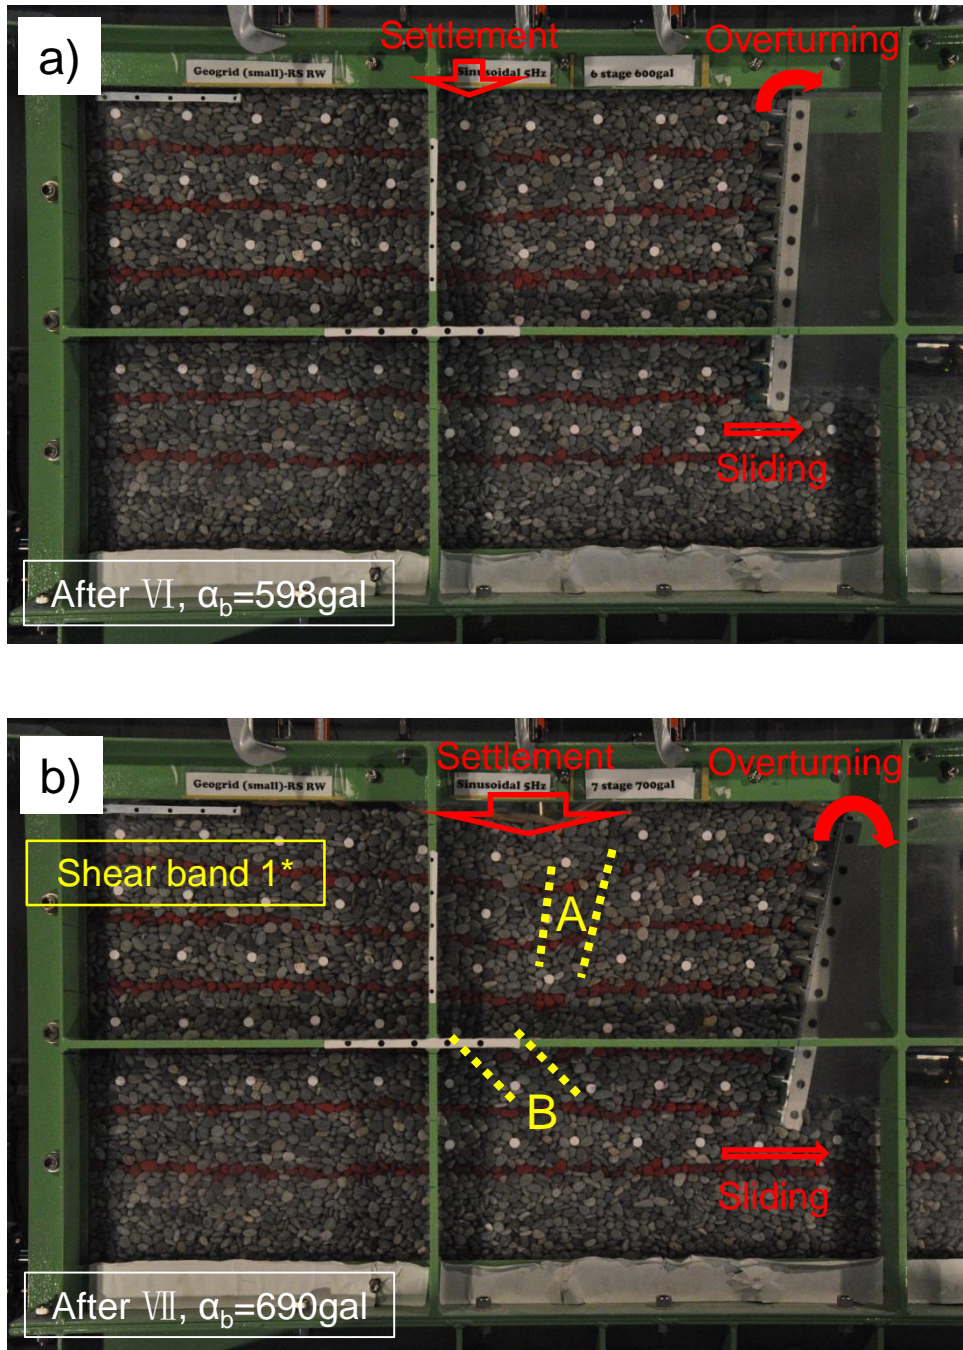 a)
Settlement
Overturning
Geogrid (small)-RS RW
Sinusoidal 5Hz
6 stage 600gal
Sliding
After Ⅵ, αb=598gal
b)
Settlement
Overturning
Geogrid (small)-RS RW
Sinusoidal 5Hz
7 stage 700gal
Shear band 1*
A
B
Sliding
After Ⅶ, αb=690gal